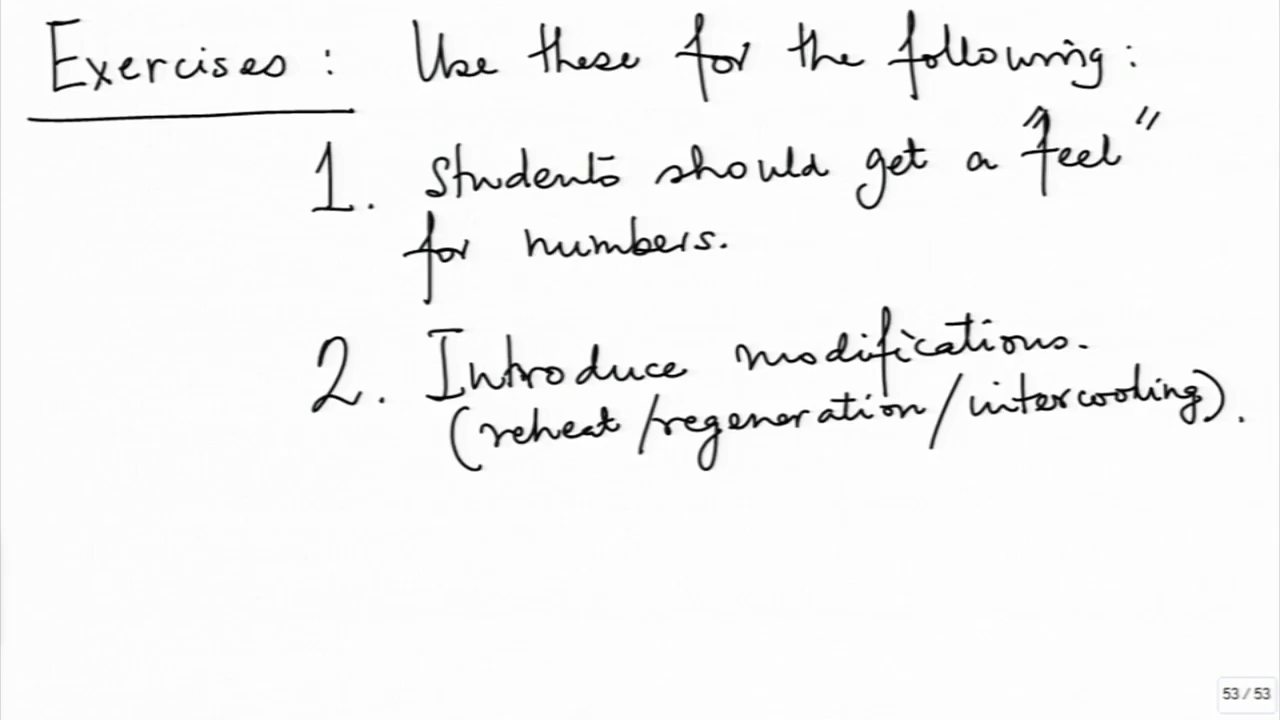 Exercises : Use these for the following :
1. Students should get a "feel"
for numbers.
2. Introduce modifications.
(reheat/regeneration/intercooling).
53 / 53